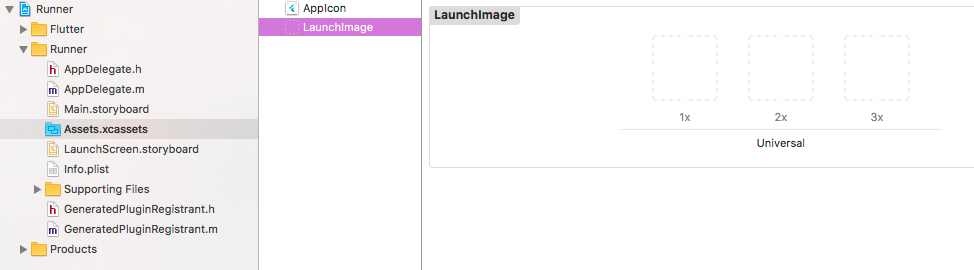 Runner
Flutter
Runner
AppDelegate.h
AppDelegate.m
Main.storyboard
Assets.xcassets
LaunchScreen.storyboard
Info.plist
Supporting Files
GeneratedPluginRegistrant.h
GeneratedPluginRegistrant.m
Products
AppIcon
LaunchImage
LaunchImage
1x 2x 3x
Universal